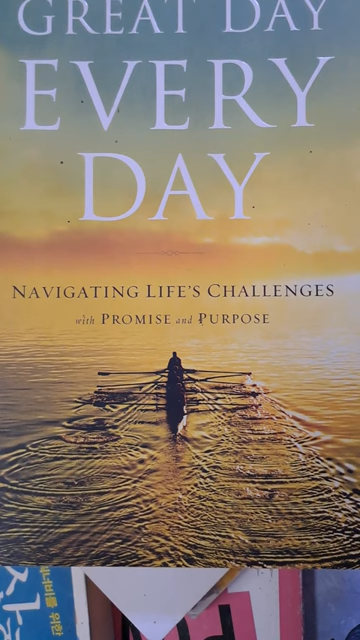 GREAT DAY
EVERY
DAY
NAVIGATING LIFE'S CHALLENGES
with PROMISE and PURPOSE